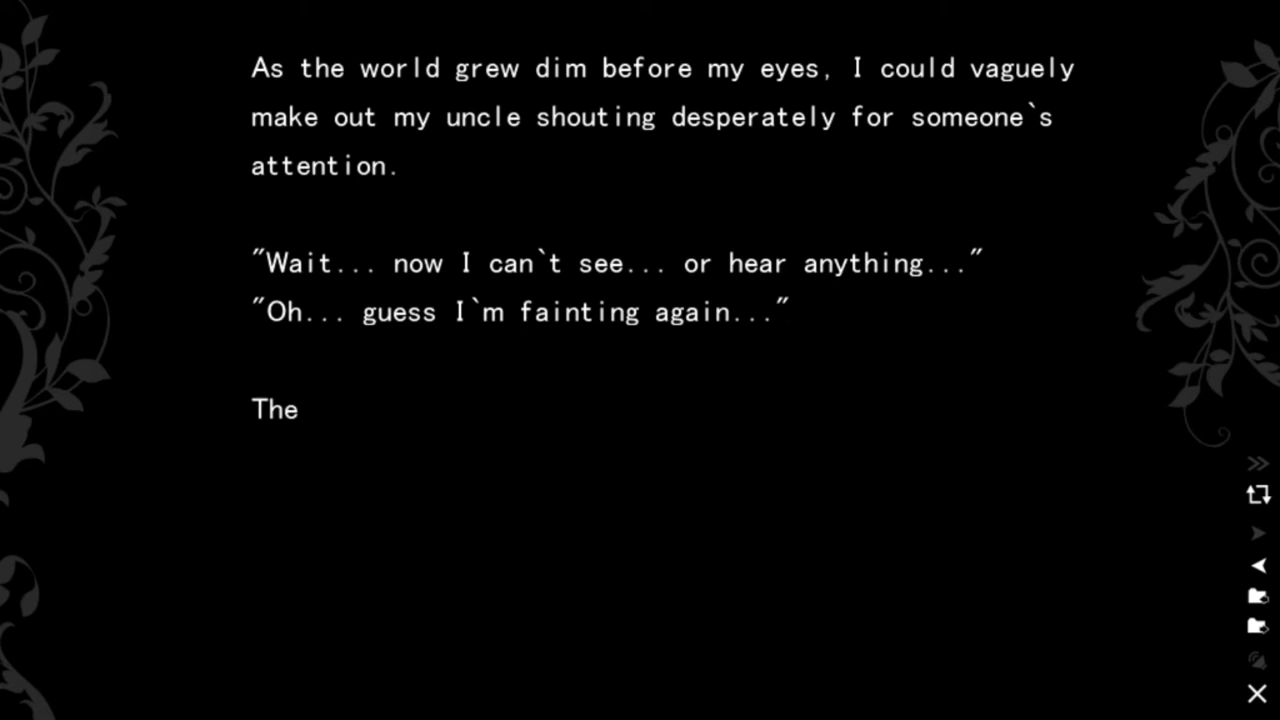 As the world grew dim before my eyes, I could vaguely
make out my uncle shouting desperately for someone`s
attention.
"Wait... now I can`t see... or hear anything..."
"Oh... guess I`m fainting again..."
The